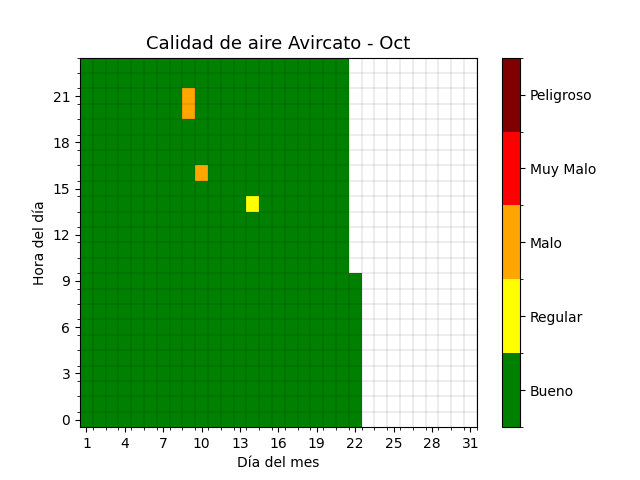 Calidad de aire Avircato - Oct
Peligroso
Muy Malo
Malo
Regular
Bueno
Hora del día
21
18
15
12
9
6
3
0
1 4 7 10 13 16 19 22 25 28 31
Día del mes